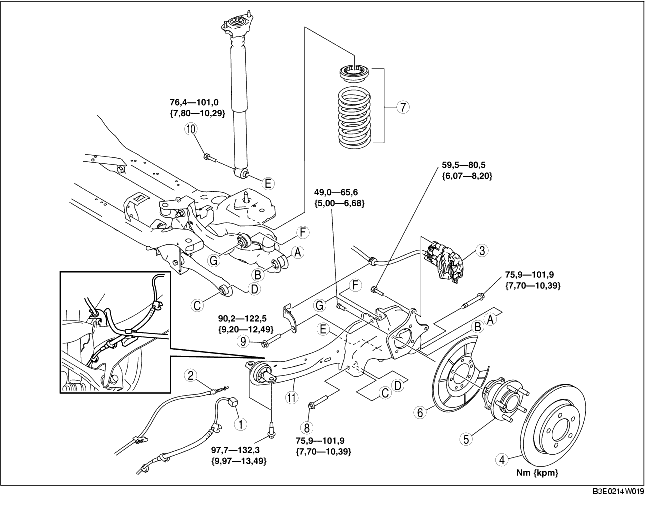 76,4—101,0
{7,80—10,29}
10
E
7
59,5—80,5
{6,07—8,20}
49,0—65,6
{5,00—6,68}
F
G
A
B
D
C
3
75,9—101,9
{7,70—10,39}
F
G
90,2—122,5
{9,20—12,49}
E
9
B
A
2
11
C
D
6
1
8
5
97,7—132,3
{9,97—13,49}
75,9—101,9
{7,70—10,39}
4
Nm {kpm}
B3E0214W019